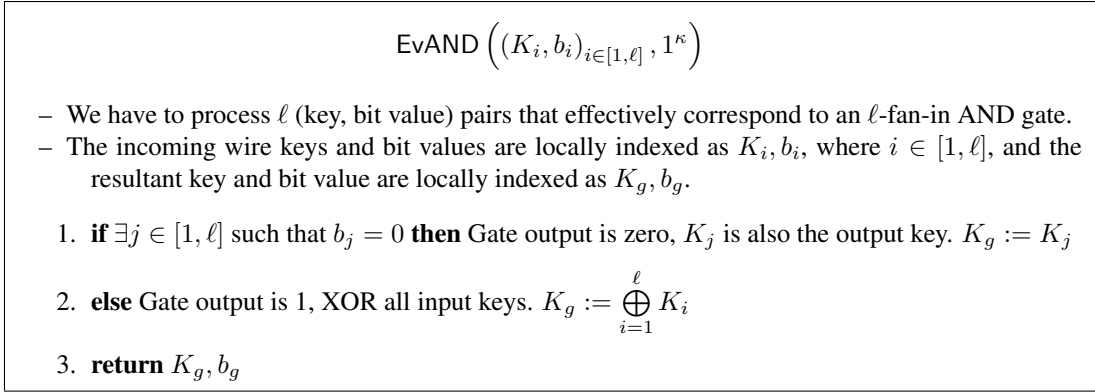 EvAND ((K_i, b_i)_{i∈[1,ℓ]}, 1^κ)
– We have to process ℓ (key, bit value) pairs that effectively correspond to an ℓ-fan-in AND gate.
– The incoming wire keys and bit values are locally indexed as K_i, b_i, where i ∈ [1, ℓ], and the
resultant key and bit value are locally indexed as K_g, b_g.
1. if ∃j ∈ [1, ℓ] such that b_j = 0 then Gate output is zero, K_j is also the output key. K_g := K_j
2. else Gate output is 1, XOR all input keys. K_g := ⊕_{i=1}^{ℓ} K_i
3. return K_g, b_g